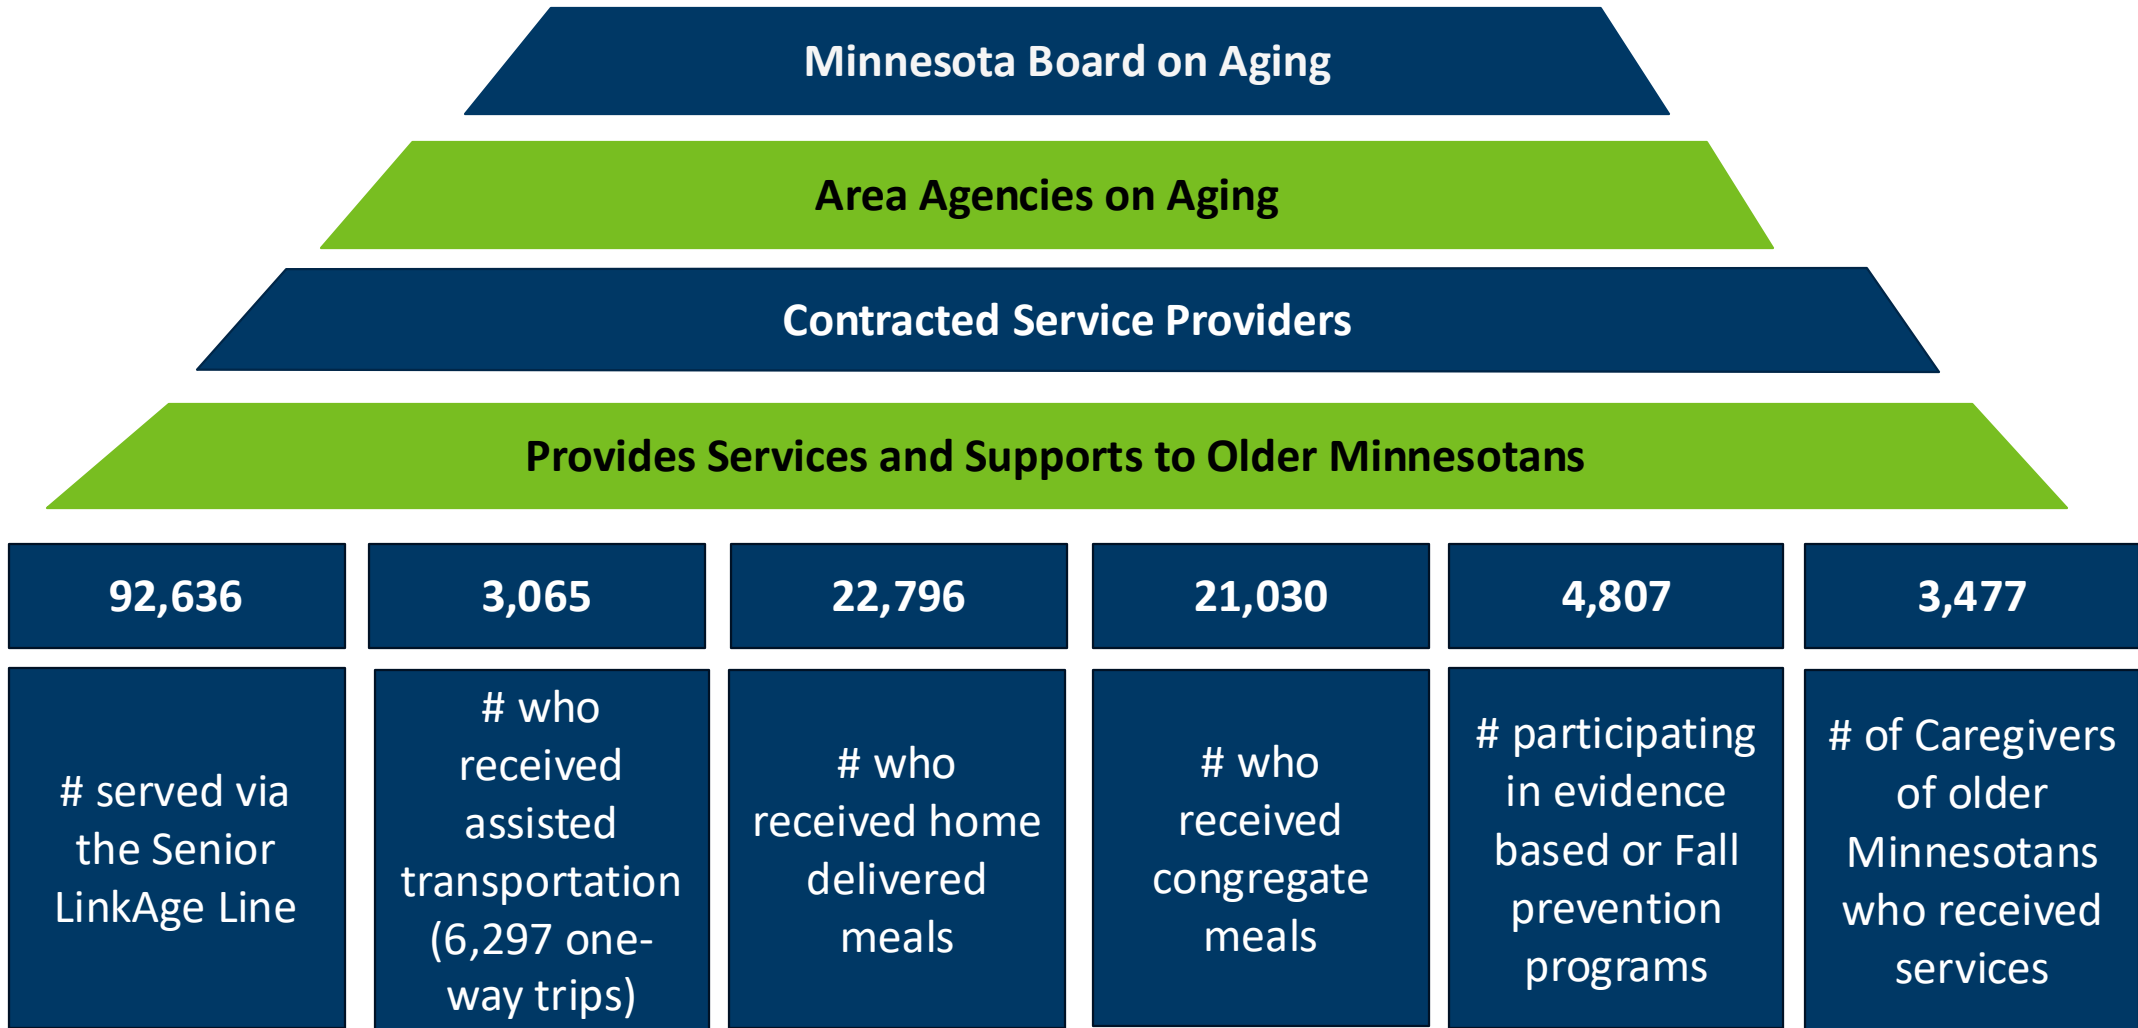 Minnesota Board on Aging
Area Agencies on Aging
Contracted Service Providers
Provides Services and Supports to Older Minnesotans
92,636
# served via
the Senior
LinkAge Line
3,065
# who
received
assisted
transportation
(6,297 one-
way trips)
22,796
# who
received home
delivered
meals
21,030
# who
received
congregate
meals
4,807
# participating
in evidence
based or Fall
prevention
programs
3,477
# of Caregivers
of older
Minnesotans
who received
services